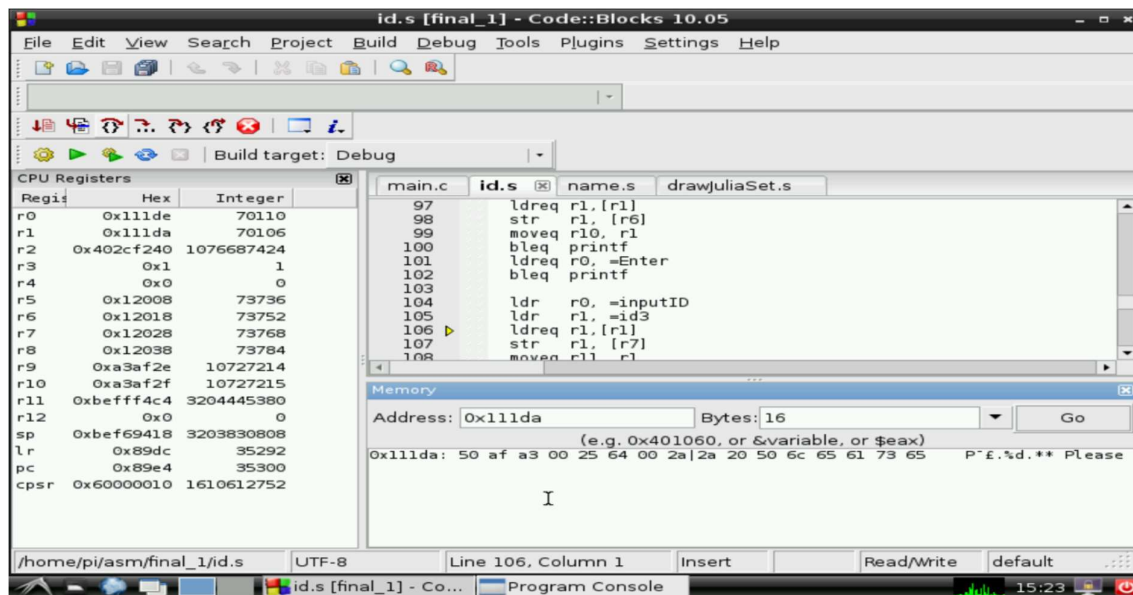 id.s [final_1] - Code::Blocks 10.05
File Edit View Search Project Build Debug Tools Plugins Settings Help
Build target: Debug
CPU Registers
Regis Hex Integer
r0 0x111de 70110
r1 0x111da 70106
r2 0x402cf240 1076687424
r3 0x1 1
r4 0x0 0
r5 0x12008 73736
r6 0x12018 73752
r7 0x12028 73768
r8 0x12038 73784
r9 0xa3af2e 10727214
r10 0xa3af2f 10727215
r11 0xbefff4c4 3204445380
r12 0x0 0
sp 0xbef69418 3203830808
lr 0x89dc 35292
pc 0x89e4 35300
cpsr 0x60000010 1610612752
main.c id.s name.s drawJuliaSet.s
97 ldreq r1,[r1]
98 str r1, [r6]
99 moveq r10, r1
100 bleq printf
101 ldreq r0, =Enter
102 bleq printf
103
104 ldr r0, =inputID
105 ldr r1, =id3
106 ldreq r1,[r1]
107 str r1, [r7]
108 moveq r11, r1
Memory
Address: 0x111da Bytes: 16 Go
(e.g. 0x401060, or &variable, or $eax)
0x111da: 50 af a3 00 25 64 00 2a|2a 20 50 6c 65 61 73 65 P¯£.%d.** Please
/home/pi/asm/final_1/id.s UTF-8 Line 106, Column 1 Insert Read/Write default
id.s [final_1] - Co... Program Console 15:23